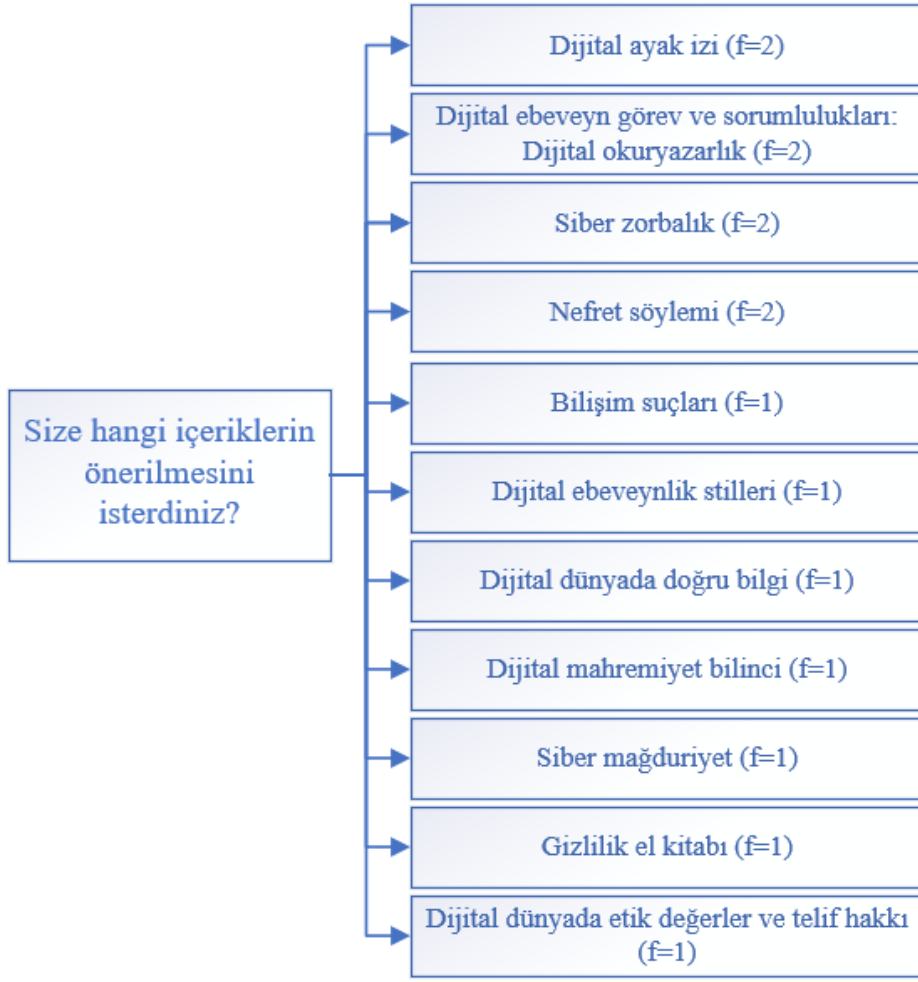 Dijital ayak izi (f=2)
Dijital ebeveyn görev ve sorumlulukları:
Dijital okuryazarlık (f=2)
Siber zorbalık (f=2)
Nefret söylemi (f=2)
Size hangi içeriklerin
önerilmesini
isterdiniz?
Bilişim suçları (f=1)
Dijital ebeveynlik stilleri (f=1)
Dijital dünyada doğru bilgi (f=1)
Dijital mahremiyet bilinci (f=1)
Siber mağduriyet (f=1)
Gizlilik el kitabı (f=1)
Dijital dünyada etik değerler ve telif hakkı
(f=1)